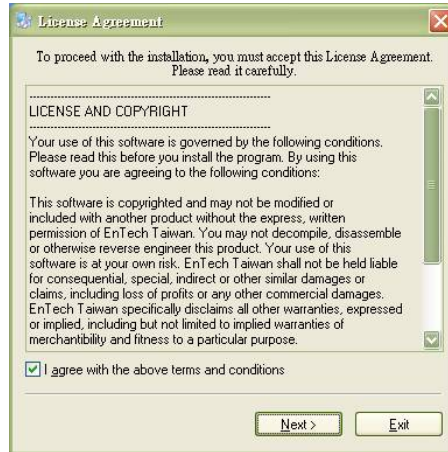 License Agreement
To proceed with the installation, you must accept this License Agreement.
Please read it carefully.
------------------------------------------------------------
LICENSE AND COPYRIGHT
------------------------------------------------------------
Your use of this software is governed by the following conditions.
Please read this before you install the program. By using this
software you are agreeing to the following conditions:
This software is copyrighted and may not be modified or
included with another product without the express, written
permission of EnTech Taiwan. You may not decompile, disassemble
or otherwise reverse engineer this product. Your use of this
software is at your own risk. EnTech Taiwan shall not be held liable
for consequential, special, indirect or other similar damages or
claims, including loss of profits or any other commercial damages.
EnTech Taiwan specifically disclaims all other warranties, expressed
or implied, including but not limited to implied warranties of
merchantibility and fitness to a particular purpose.
I agree with the above terms and conditions
Next > Exit